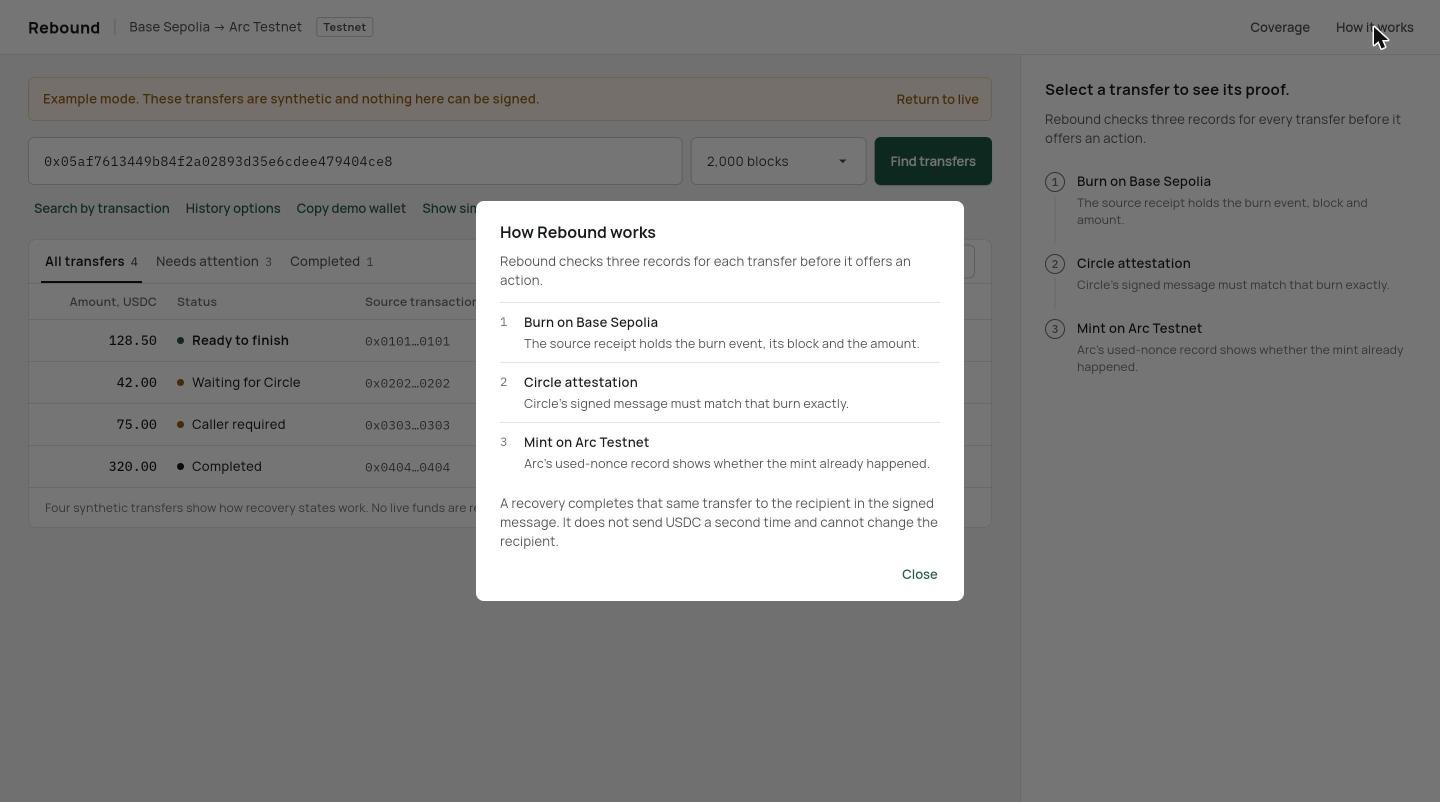 Rebound
Base Sepolia → Arc Testnet
Testnet
Coverage
How it works
Example mode. These transfers are synthetic and nothing here can be signed.
Return to live
0x05af7613449b84f2a02893d35e6cdee479404ce8
2,000 blocks
Find transfers
Search by transaction
History options
Copy demo wallet
Show sim
All transfers 4
Needs attention 3
Completed 1
Amount, USDC
Status
Source transaction
128.50
Ready to finish
0x0101…0101
42.00
Waiting for Circle
0x0202…0202
75.00
Caller required
0x0303…0303
320.00
Completed
0x0404…0404
Four synthetic transfers show how recovery states work. No live funds are
How Rebound works
Rebound checks three records for each transfer before it offers an
action.
1
Burn on Base Sepolia
The source receipt holds the burn event, its block and the amount.
2
Circle attestation
Circle's signed message must match that burn exactly.
3
Mint on Arc Testnet
Arc's used-nonce record shows whether the mint already happened.
A recovery completes that same transfer to the recipient in the signed
message. It does not send USDC a second time and cannot change the
recipient.
Close
Select a transfer to see its proof.
Rebound checks three records for every transfer before it
offers an action.
1
Burn on Base Sepolia
The source receipt holds the burn event, block and
amount.
2
Circle attestation
Circle's signed message must match that burn exactly.
3
Mint on Arc Testnet
Arc's used-nonce record shows whether the mint already
happened.